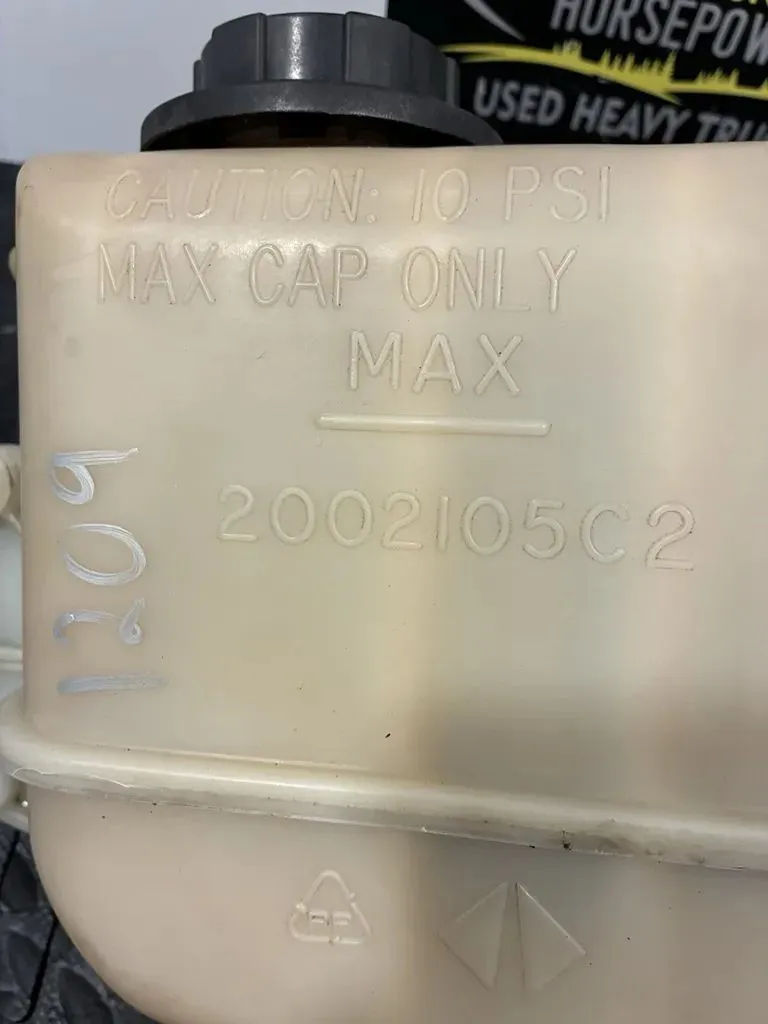 HORSEPOW
USED HEAVY TRU
CAUTION: 10 PSI
MAX CAP ONLY
MAX
2002105C2
1209